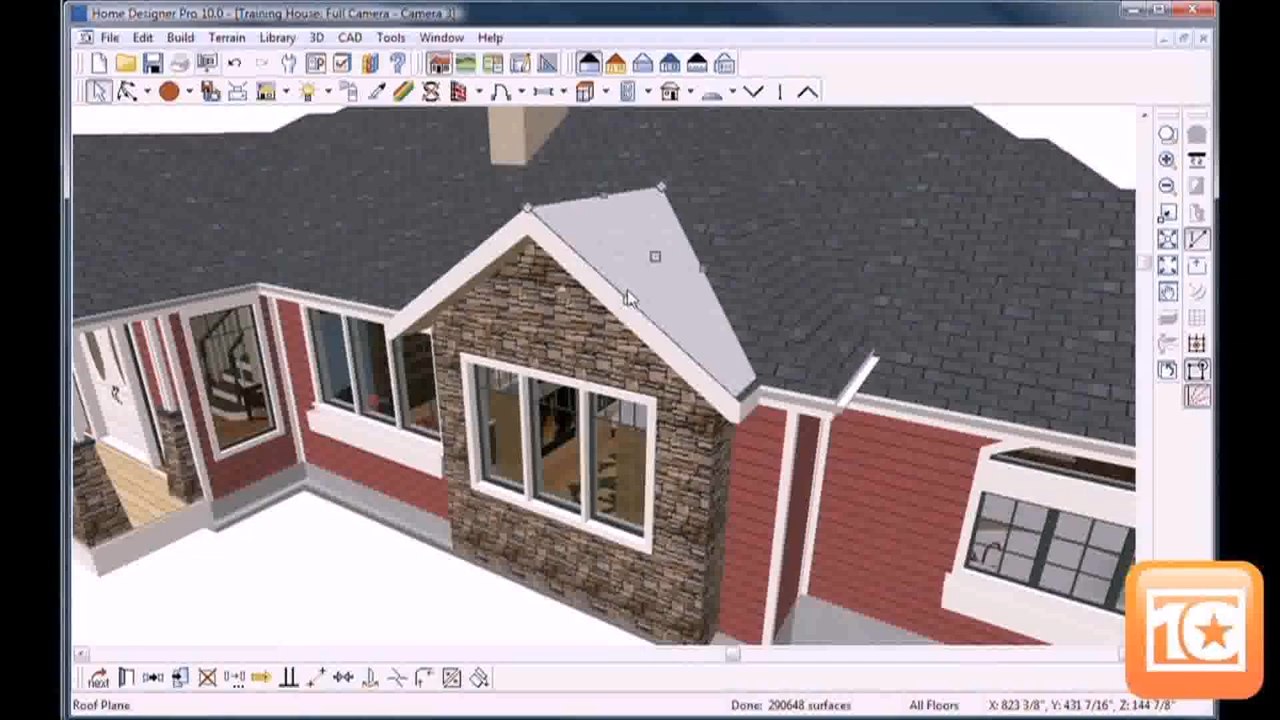 Home Designer Pro 10.0 - [Training House: Full Camera - Camera 3]
File Edit Build Terrain Library 3D CAD Tools Window Help
next
Roof Plane Done: 290648 surfaces All Floors X: 823 3/8", Y: 431 7/16", Z: 144 7/8"
10